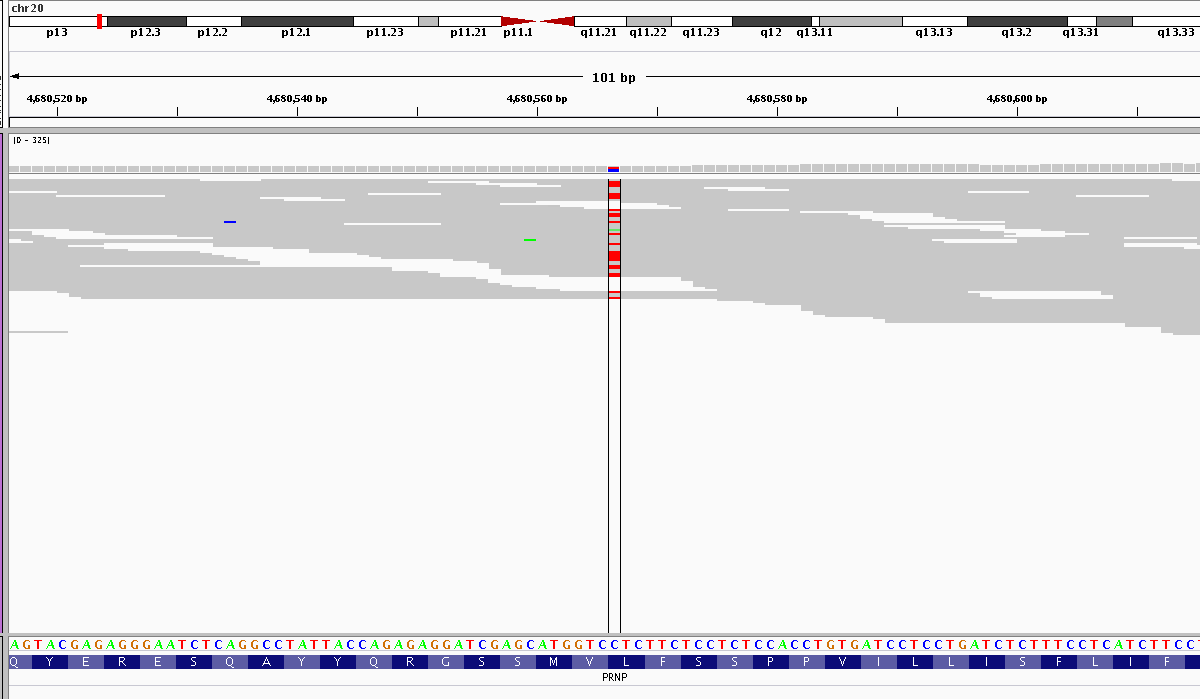 chr20
p13 p12.3 p12.2 p12.1 p11.23 p11.21 p11.1 q11.21 q11.22 q11.23 q12 q13.11 q13.13 q13.2 q13.31 q13.33
101 bp
4,680,520 bp 4,680,540 bp 4,680,560 bp 4,680,580 bp 4,680,600 bp
[0 - 325]
AGTACGAGAGGGAATCTCAGGCCTATTACCAGAGAGGATCGAGCATGGTCCTCTTCTCCTCTCCACCTGTGATCCTCCTGATCTCTTTCCTCATCTTCCT
Q Y E R E S Q A Y Y Q R G S S M V L F S S P P V I L L I S F L I F
PRNP